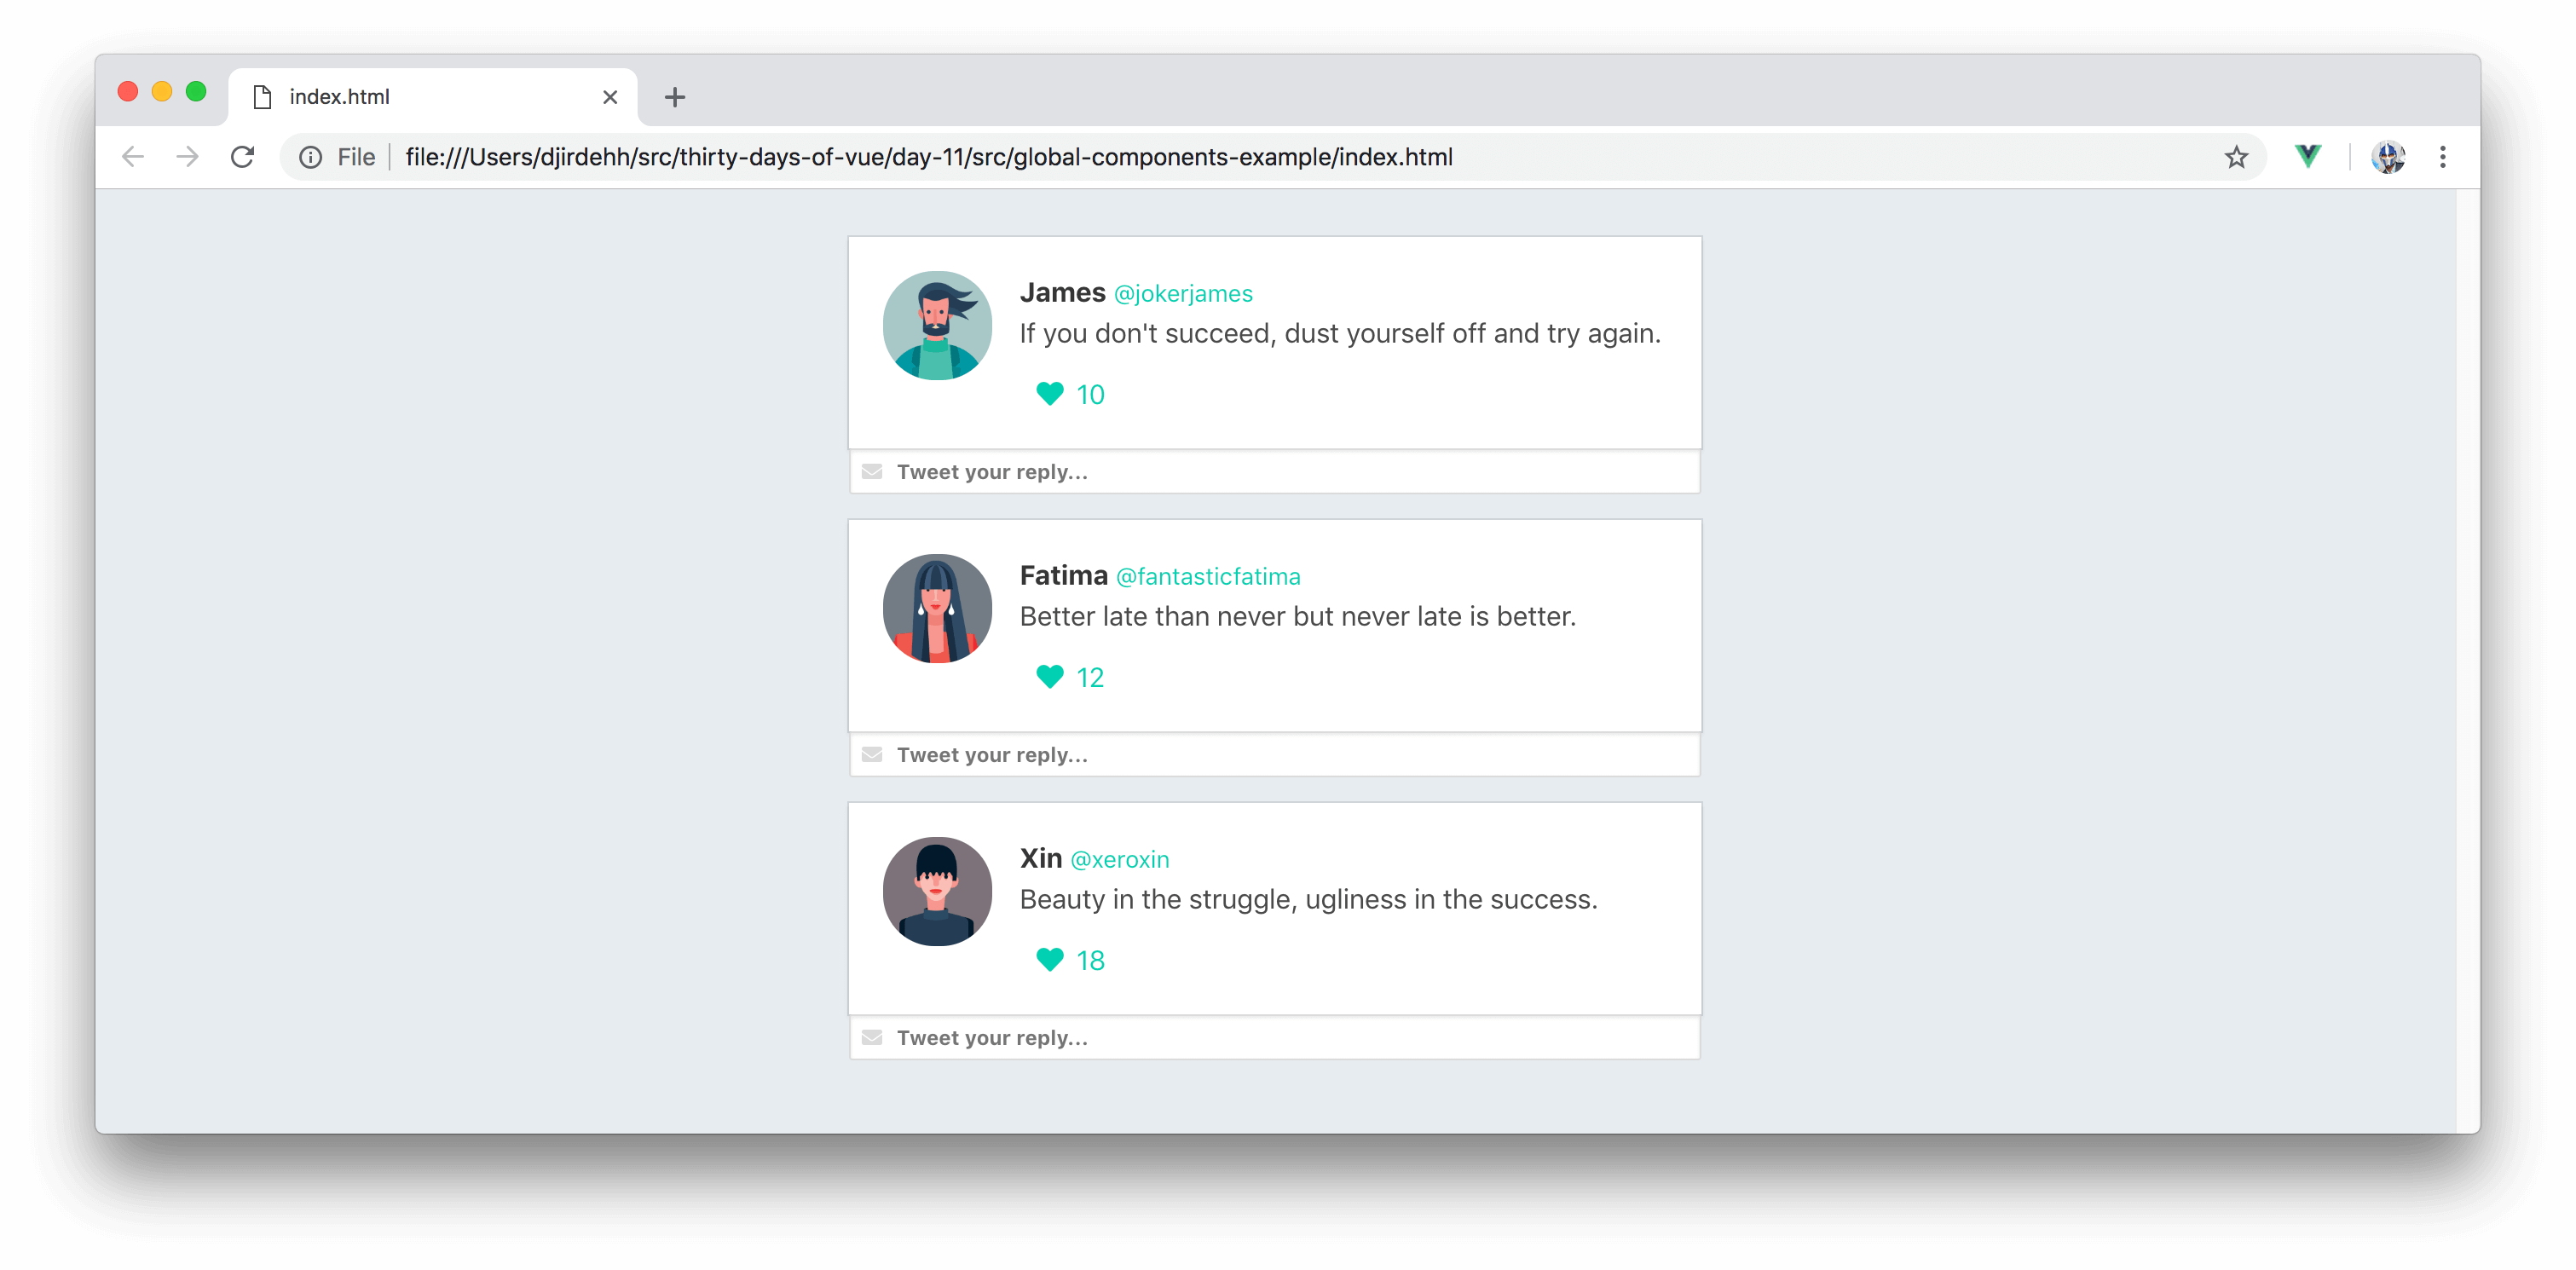 index.html
File file:///Users/djirdehh/src/thirty-days-of-vue/day-11/src/global-components-example/index.html
James @jokerjames
If you don't succeed, dust yourself off and try again.
10
Tweet your reply...
Fatima @fantasticfatima
Better late than never but never late is better.
12
Tweet your reply...
Xin @xeroxin
Beauty in the struggle, ugliness in the success.
18
Tweet your reply...